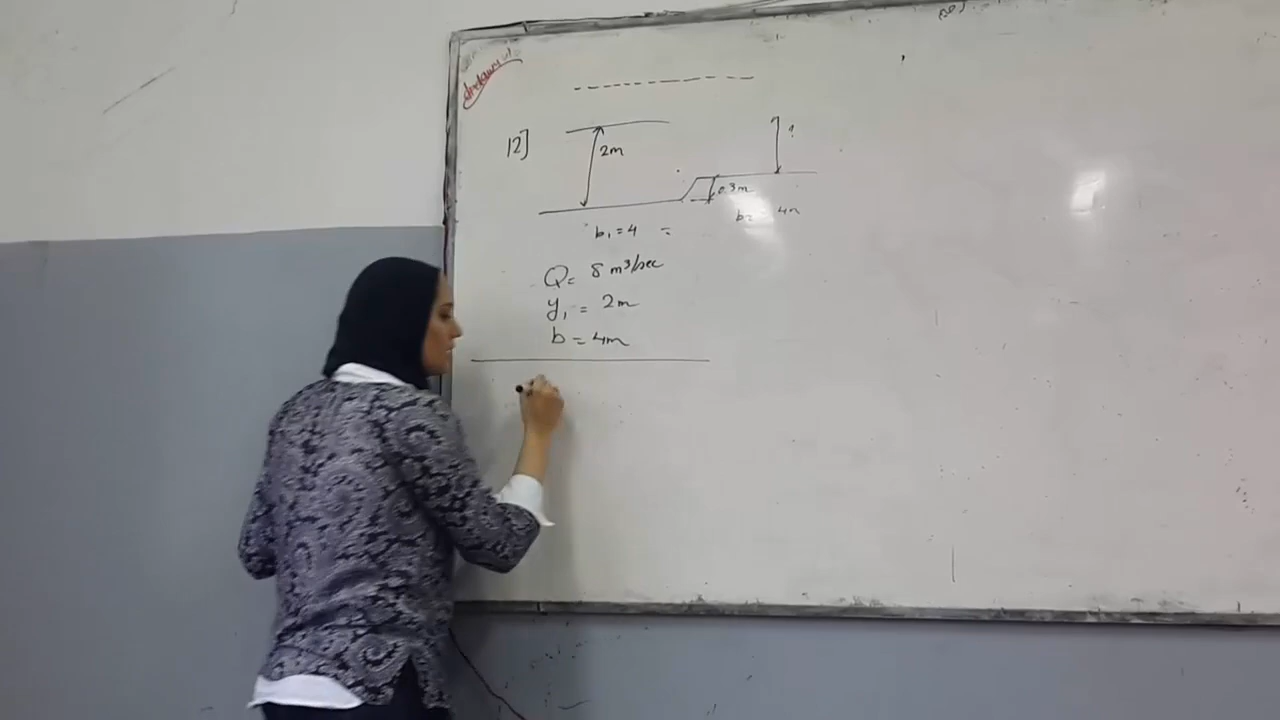 12]
2m
?
0.3m
b₁ = 4 =
b₂ = 4m
Q = 8 m³/sec
y₁ = 2m
b = 4m